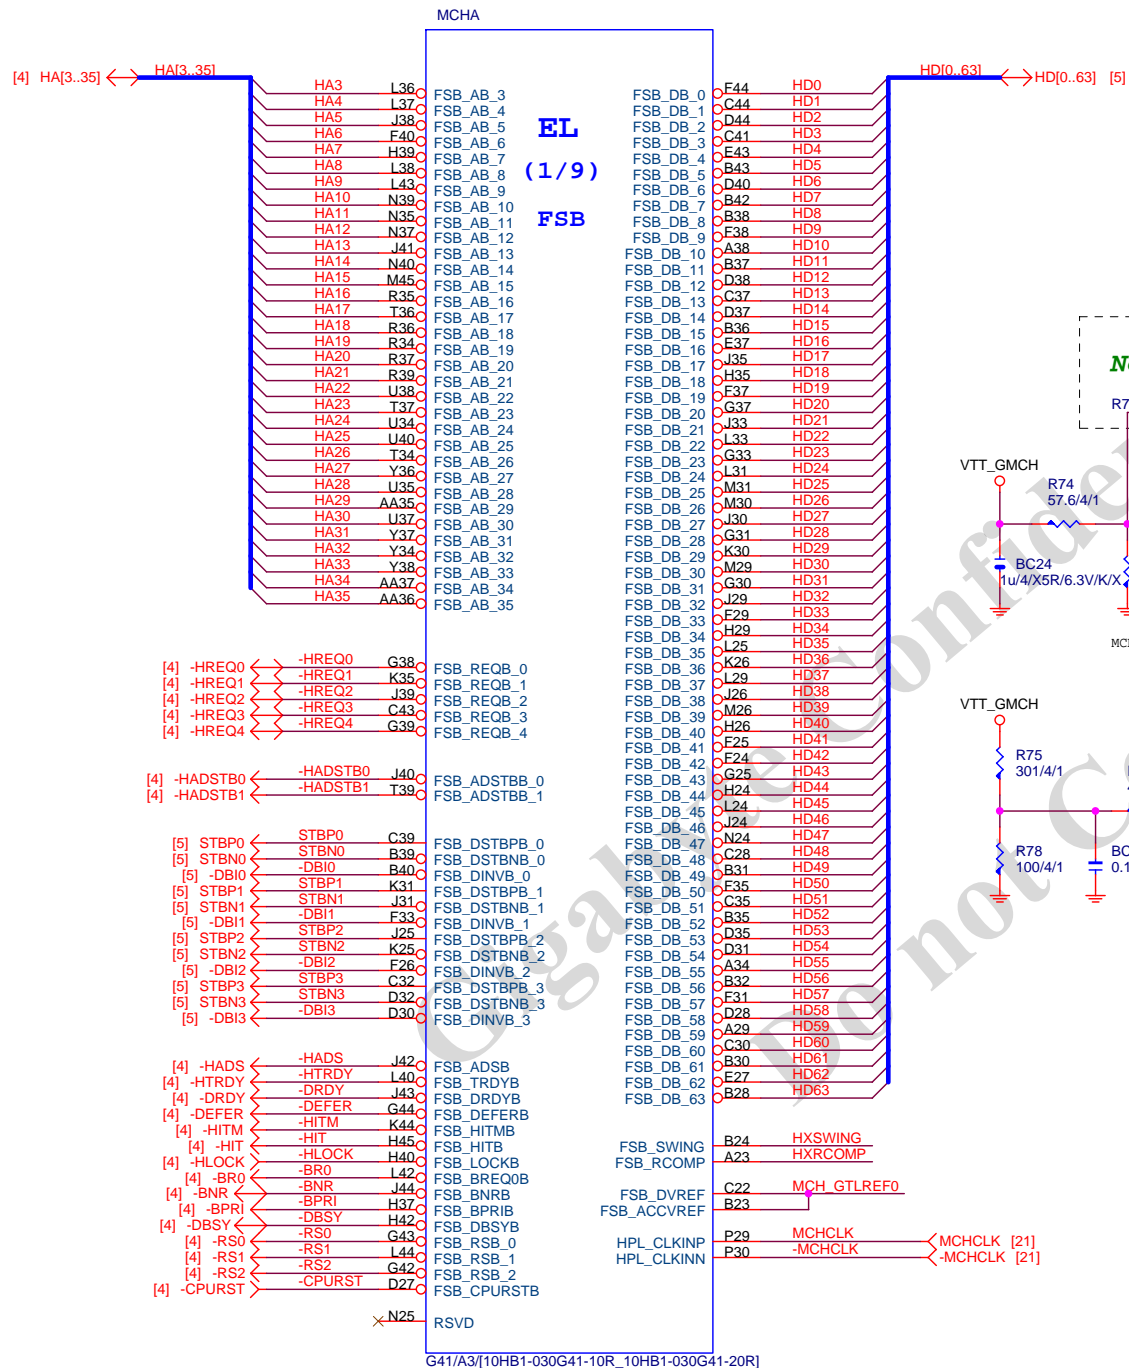 MCHA
[4] HA[3..35]
HA[3..35]
HD[0..63]
HD[0..63] [5]
EL
(1/9)
FSB
HA3 L36 FSB_AB_3
HA4 L37 FSB_AB_4
HA5 J38 FSB_AB_5
HA6 F40 FSB_AB_6
HA7 H39 FSB_AB_7
HA8 L38 FSB_AB_8
HA9 L43 FSB_AB_9
HA10 N39 FSB_AB_10
HA11 N35 FSB_AB_11
HA12 N37 FSB_AB_12
HA13 J41 FSB_AB_13
HA14 N40 FSB_AB_14
HA15 M45 FSB_AB_15
HA16 R35 FSB_AB_16
HA17 T36 FSB_AB_17
HA18 R36 FSB_AB_18
HA19 R34 FSB_AB_19
HA20 R37 FSB_AB_20
HA21 R39 FSB_AB_21
HA22 U38 FSB_AB_22
HA23 T37 FSB_AB_23
HA24 U34 FSB_AB_24
HA25 U40 FSB_AB_25
HA26 T34 FSB_AB_26
HA27 Y36 FSB_AB_27
HA28 U35 FSB_AB_28
HA29 AA35 FSB_AB_29
HA30 U37 FSB_AB_30
HA31 Y37 FSB_AB_31
HA32 Y34 FSB_AB_32
HA33 Y38 FSB_AB_33
HA34 AA37 FSB_AB_34
HA35 AA36 FSB_AB_35
[4] -HREQ0 -HREQ0 G38 FSB_REQB_0
[4] -HREQ1 -HREQ1 K35 FSB_REQB_1
[4] -HREQ2 -HREQ2 J39 FSB_REQB_2
[4] -HREQ3 -HREQ3 C43 FSB_REQB_3
[4] -HREQ4 -HREQ4 G39 FSB_REQB_4
[4] -HADSTB0 -HADSTB0 J40 FSB_ADSTBB_0
[4] -HADSTB1 -HADSTB1 T39 FSB_ADSTBB_1
[5] STBP0 STBP0 C39 FSB_DSTBPB_0
[5] STBN0 STBN0 B39 FSB_DSTBNB_0
[5] -DBI0 -DBI0 B40 FSB_DINVB_0
[5] STBP1 STBP1 K31 FSB_DSTBPB_1
[5] STBN1 STBN1 J31 FSB_DSTBNB_1
[5] -DBI1 -DBI1 F33 FSB_DINVB_1
[5] STBP2 STBP2 J25 FSB_DSTBPB_2
[5] STBN2 STBN2 K25 FSB_DSTBNB_2
[5] -DBI2 -DBI2 F26 FSB_DINVB_2
[5] STBP3 STBP3 C32 FSB_DSTBPB_3
[5] STBN3 STBN3 D32 FSB_DSTBNB_3
[5] -DBI3 -DBI3 D30 FSB_DINVB_3
[4] -HADS -HADS J42 FSB_ADSB
[4] -HTRDY -HTRDY L40 FSB_TRDYB
[4] -DRDY -DRDY J43 FSB_DRDYB
[4] -DEFER -DEFER G44 FSB_DEFERB
[4] -HITM -HITM K44 FSB_HITMB
[4] -HIT -HIT H45 FSB_HITB
[4] -HLOCK -HLOCK H40 FSB_LOCKB
[4] -BR0 -BR0 L42 FSB_BREQ0B
[4] -BNR -BNR J44 FSB_BNRB
[4] -BPRI -BPRI H37 FSB_BPRIB
[4] -DBSY -DBSY H42 FSB_DBSYB
[4] -RS0 -RS0 G43 FSB_RSB_0
[4] -RS1 -RS1 L44 FSB_RSB_1
[4] -RS2 -RS2 G42 FSB_RSB_2
[4] -CPURST -CPURST D27 FSB_CPURSTB
N25 RSVD
FSB_DB_0 F44 HD0
FSB_DB_1 C44 HD1
FSB_DB_2 D44 HD2
FSB_DB_3 C41 HD3
FSB_DB_4 E43 HD4
FSB_DB_5 B43 HD5
FSB_DB_6 D40 HD6
FSB_DB_7 B42 HD7
FSB_DB_8 B38 HD8
FSB_DB_9 F38 HD9
FSB_DB_10 A38 HD10
FSB_DB_11 B37 HD11
FSB_DB_12 D38 HD12
FSB_DB_13 C37 HD13
FSB_DB_14 D37 HD14
FSB_DB_15 B36 HD15
FSB_DB_16 E37 HD16
FSB_DB_17 J35 HD17
FSB_DB_18 H35 HD18
FSB_DB_19 F37 HD19
FSB_DB_20 G37 HD20
FSB_DB_21 J33 HD21
FSB_DB_22 L33 HD22
FSB_DB_23 G33 HD23
FSB_DB_24 L31 HD24
FSB_DB_25 M31 HD25
FSB_DB_26 M30 HD26
FSB_DB_27 J30 HD27
FSB_DB_28 G31 HD28
FSB_DB_29 K30 HD29
FSB_DB_30 M29 HD30
FSB_DB_31 G30 HD31
FSB_DB_32 J29 HD32
FSB_DB_33 F29 HD33
FSB_DB_34 H29 HD34
FSB_DB_35 L25 HD35
FSB_DB_36 K26 HD36
FSB_DB_37 L29 HD37
FSB_DB_38 J26 HD38
FSB_DB_39 M26 HD39
FSB_DB_40 H26 HD40
FSB_DB_41 F25 HD41
FSB_DB_42 F24 HD42
FSB_DB_43 G25 HD43
FSB_DB_44 H24 HD44
FSB_DB_45 L24 HD45
FSB_DB_46 J24 HD46
FSB_DB_47 N24 HD47
FSB_DB_48 C28 HD48
FSB_DB_49 B31 HD49
FSB_DB_50 F35 HD50
FSB_DB_51 C35 HD51
FSB_DB_52 B35 HD52
FSB_DB_53 D35 HD53
FSB_DB_54 D31 HD54
FSB_DB_55 A34 HD55
FSB_DB_56 B32 HD56
FSB_DB_57 F31 HD57
FSB_DB_58 D28 HD58
FSB_DB_59 A29 HD59
FSB_DB_60 C30 HD60
FSB_DB_61 B30 HD61
FSB_DB_62 E27 HD62
FSB_DB_63 B28 HD63
FSB_SWING B24 HXSWING
FSB_RCOMP A23 HXRCOMP
FSB_DVREF C22 MCH_GTLREF0
FSB_ACCVREF B23
HPL_CLKINP P29 MCHCLK MCHCLK [21]
HPL_CLKINN P30 -MCHCLK -MCHCLK [21]
G41/A3/[10HB1-030G41-10R_10HB1-030G41-20R]
VTT_GMCH
R74
57.6/4/1
BC24
1u/4/X5R/6.3V/K/X
VTT_GMCH
R75
301/4/1
R78
100/4/1
Gigabyte
Do not